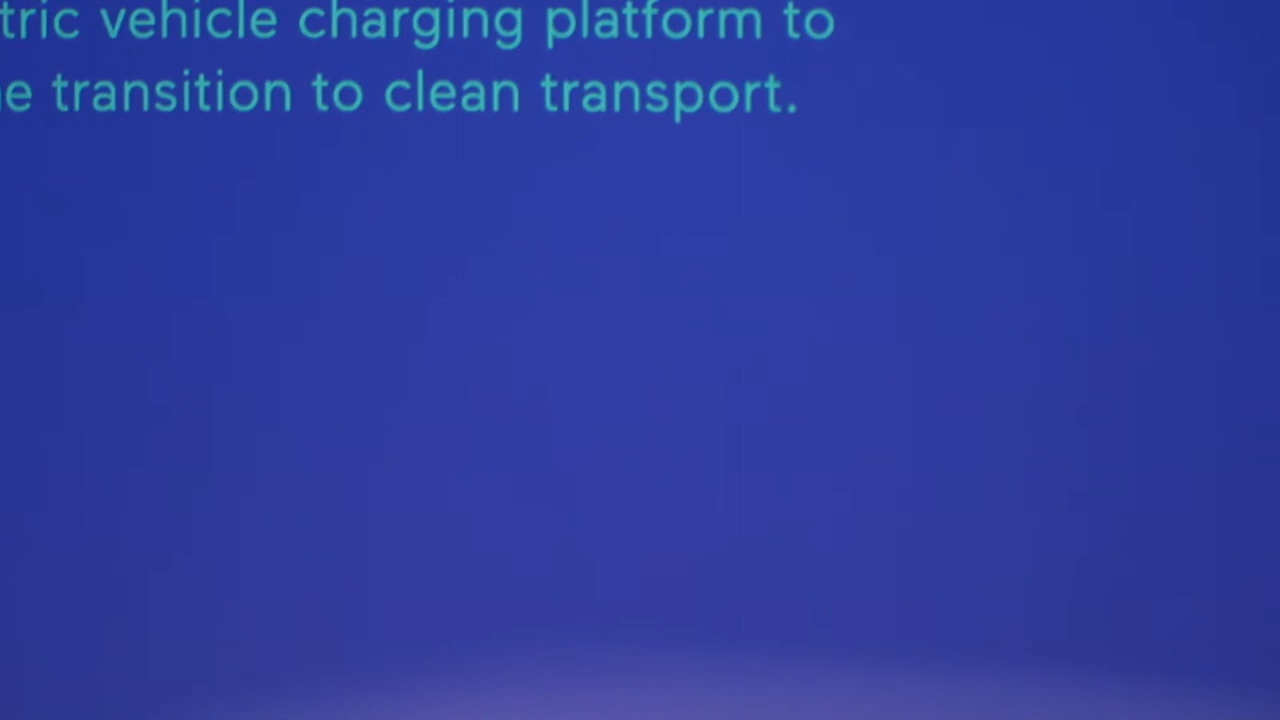 tric vehicle charging platform to
e transition to clean transport.